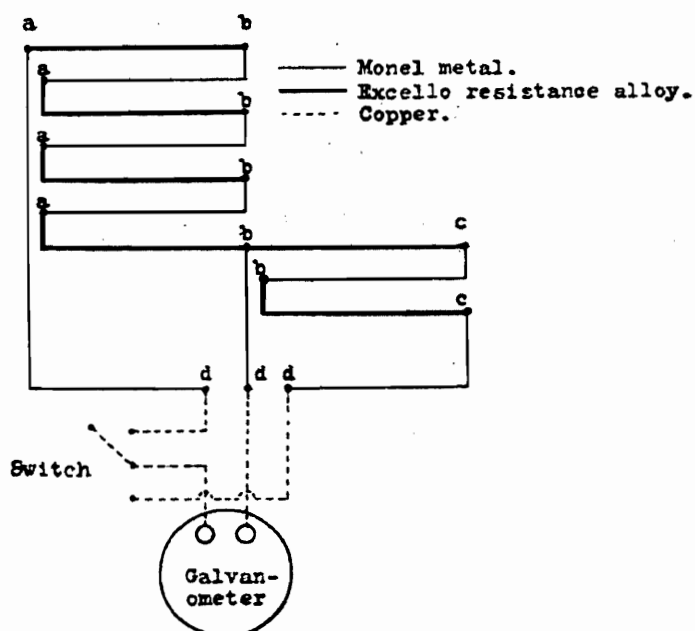 a b
a
b
a
b
a
b c
b
c
d d d
Monel metal.
Excello resistance alloy.
Copper.
Switch
Galvan-
ometer